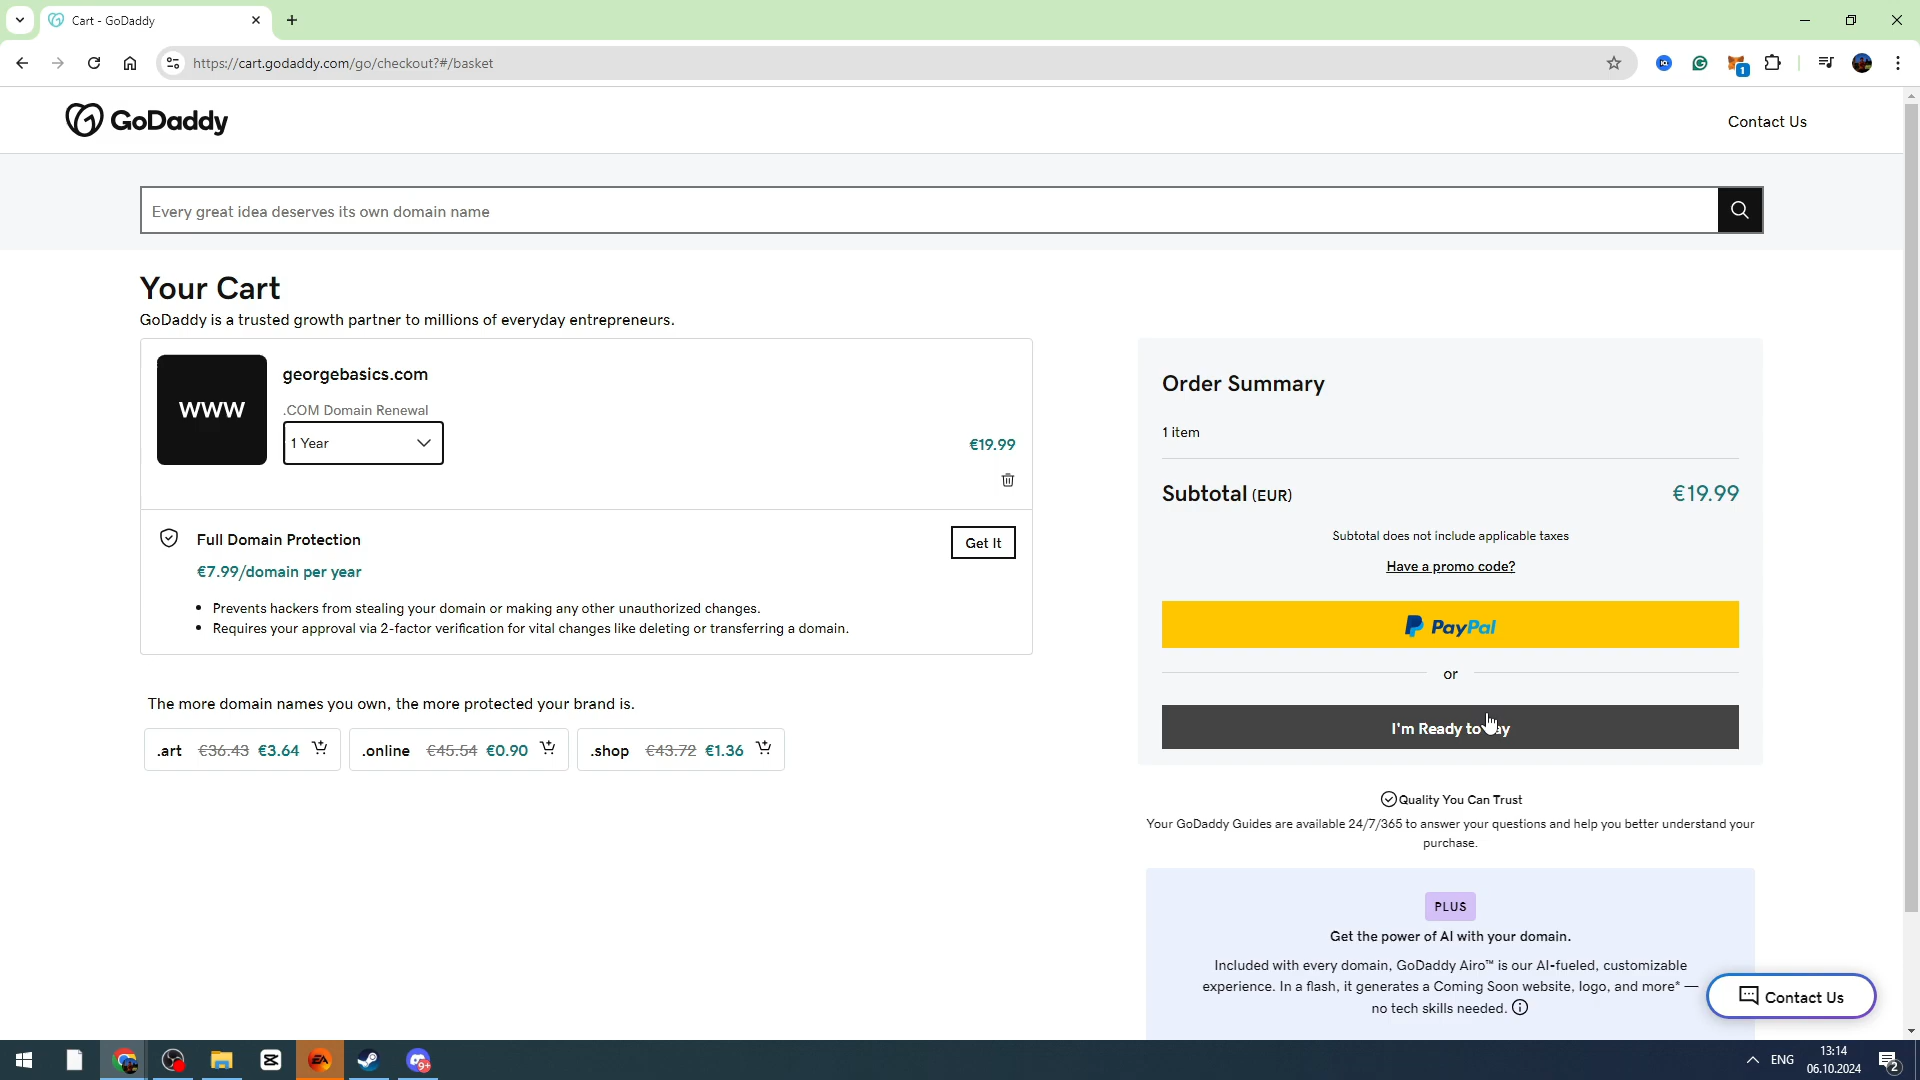 Cart - GoDaddy
https://cart.godaddy.com/go/checkout?#/basket
1
GoDaddy
Contact Us
Every great idea deserves its own domain name
Your Cart
GoDaddy is a trusted growth partner to millions of everyday entrepreneurs.
www
georgebasics.com
.COM Domain Renewal
1 Year
€19.99
Full Domain Protection
Get It
€7.99/domain per year
• Prevents hackers from stealing your domain or making any other unauthorized changes.
• Requires your approval via 2-factor verification for vital changes like deleting or transferring a domain.
The more domain names you own, the more protected your brand is.
.art €36.43 €3.64
.online €45.54 €0.90
.shop €43.72 €1.36
Order Summary
1 item
Subtotal (EUR) €19.99
Subtotal does not include applicable taxes
Have a promo code?
PayPal
or
I'm Ready to
Quality You Can Trust
Your GoDaddy Guides are available 24/7/365 to answer your questions and help you better understand your
purchase.
PLUS
Get the power of AI with your domain.
Included with every domain, GoDaddy Airo™ is our AI-fueled, customizable
experience. In a flash, it generates a Coming Soon website, logo, and more* —
no tech skills needed.
Contact Us
EA
9+
ENG
13:14
06.10.2024
2